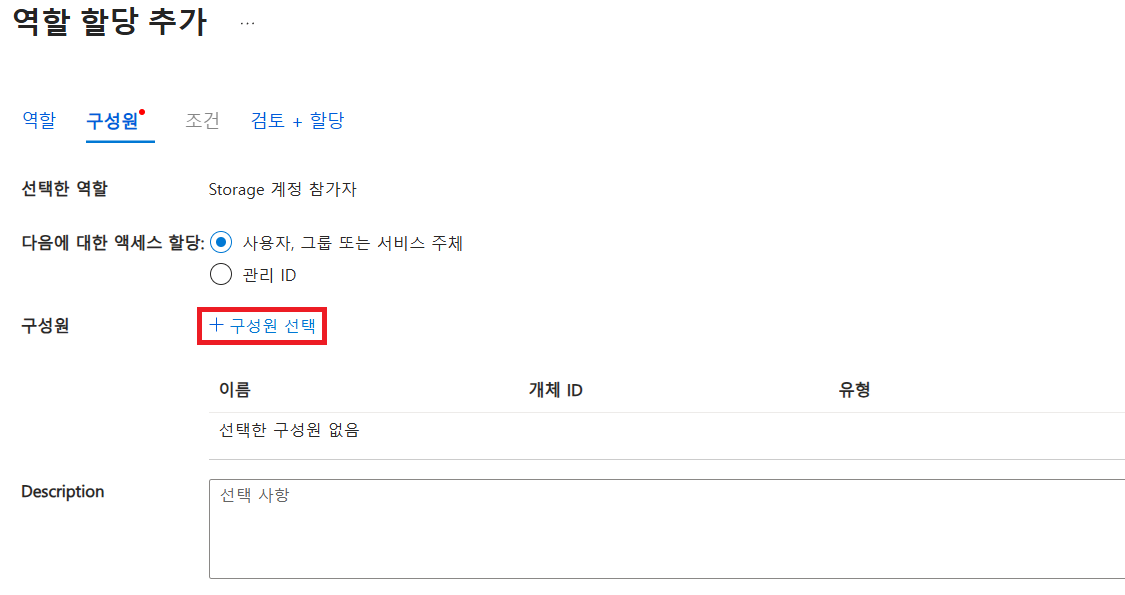 역할 할당 추가 ...
역할 구성원 조건 검토 + 할당
선택한 역할 Storage 계정 참가자
다음에 대한 액세스 할당: 사용자, 그룹 또는 서비스 주체
관리 ID
구성원 + 구성원 선택
이름 개체 ID 유형
선택한 구성원 없음
Description 선택 사항